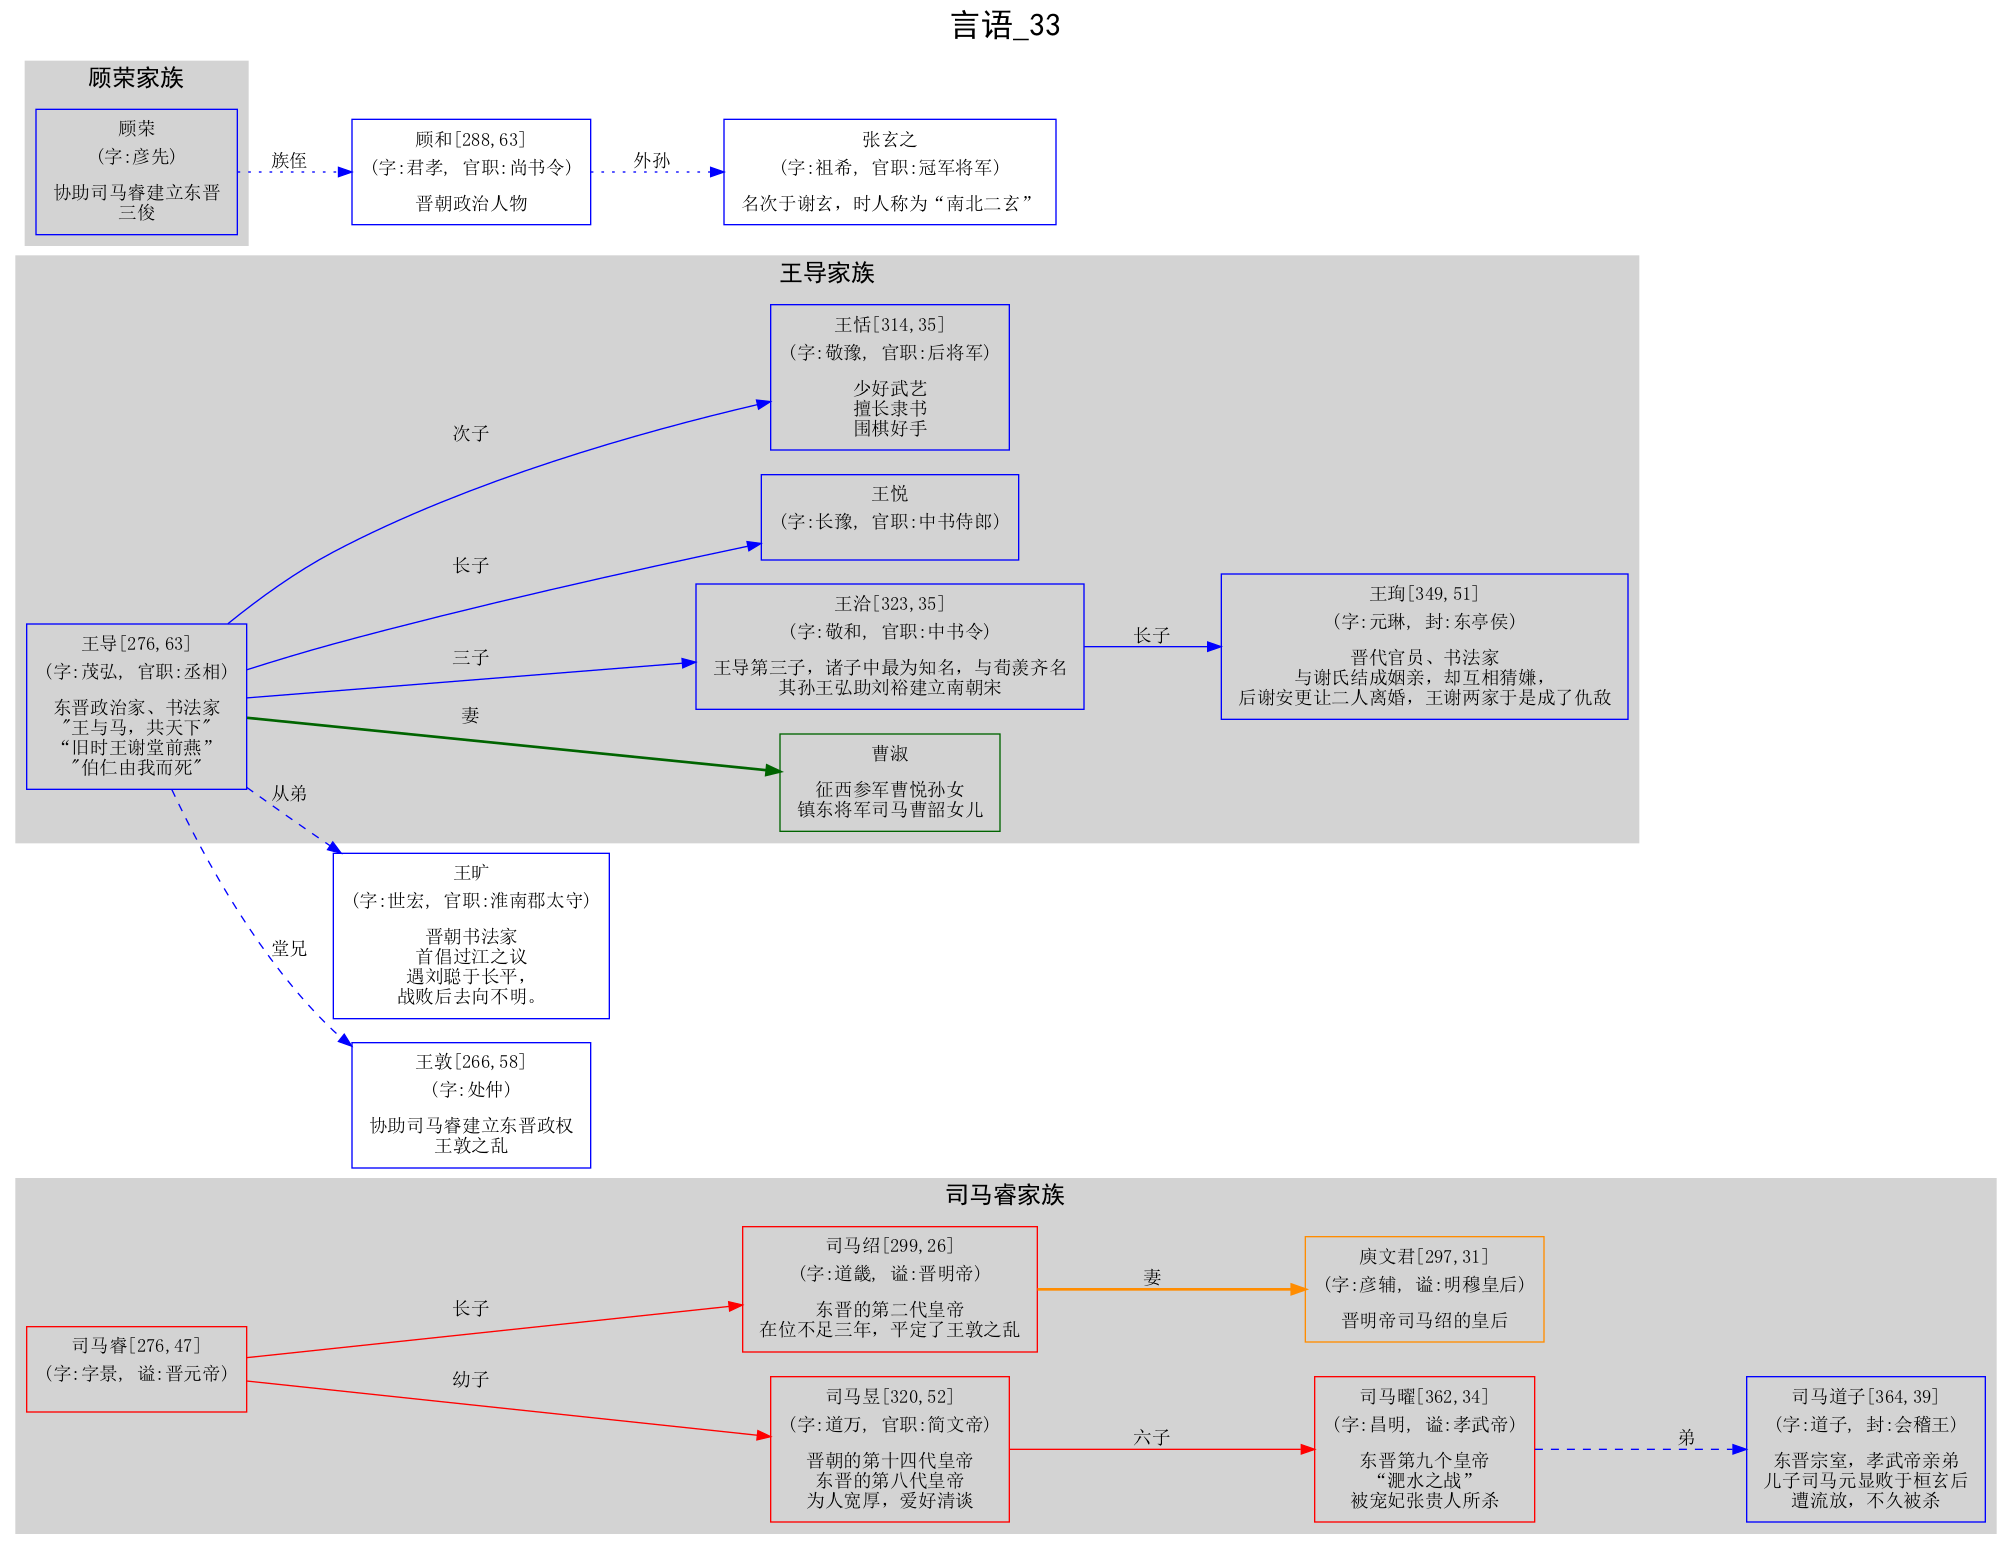 言语_33
顾荣家族
顾荣
(字:彦先)
协助司马睿建立东晋
三俊
族侄
顾和[288,63]
(字:君孝, 官职:尚书令)
晋朝政治人物
外孙
张玄之
(字:祖希, 官职:冠军将军)
名次于谢玄，时人称为“南北二玄”
王导家族
王导[276,63]
(字:茂弘, 官职:丞相)
东晋政治家、书法家
"王与马，共天下"
“旧时王谢堂前燕”
"伯仁由我而死"
次子
王恬[314,35]
(字:敬豫, 官职:后将军)
少好武艺
擅长隶书
围棋好手
长子
王悦
(字:长豫, 官职:中书侍郎)
三子
王洽[323,35]
(字:敬和, 官职:中书令)
王导第三子，诸子中最为知名，与荀羡齐名
其孙王弘助刘裕建立南朝宋
长子
王珣[349,51]
(字:元琳, 封:东亭侯)
晋代官员、书法家
与谢氏结成姻亲，却互相猜嫌，
后谢安更让二人离婚，王谢两家于是成了仇敌
妻
曹淑
征西参军曹悦孙女
镇东将军司马曹韶女儿
从弟
王旷
(字:世宏, 官职:淮南郡太守)
晋朝书法家
首倡过江之议
遇刘聪于长平，
战败后去向不明。
堂兄
王敦[266,58]
(字:处仲)
协助司马睿建立东晋政权
王敦之乱
司马睿家族
司马睿[276,47]
(字:字景, 谥:晋元帝)
长子
司马绍[299,26]
(字:道畿, 谥:晋明帝)
东晋的第二代皇帝
在位不足三年，平定了王敦之乱
妻
庾文君[297,31]
(字:彦辅, 谥:明穆皇后)
晋明帝司马绍的皇后
幼子
司马昱[320,52]
(字:道万, 官职:简文帝)
晋朝的第十四代皇帝
东晋的第八代皇帝
为人宽厚，爱好清谈
六子
司马曜[362,34]
(字:昌明, 谥:孝武帝)
东晋第九个皇帝
“淝水之战”
被宠妃张贵人所杀
弟
司马道子[364,39]
(字:道子, 封:会稽王)
东晋宗室，孝武帝亲弟
儿子司马元显败于桓玄后
遭流放，不久被杀